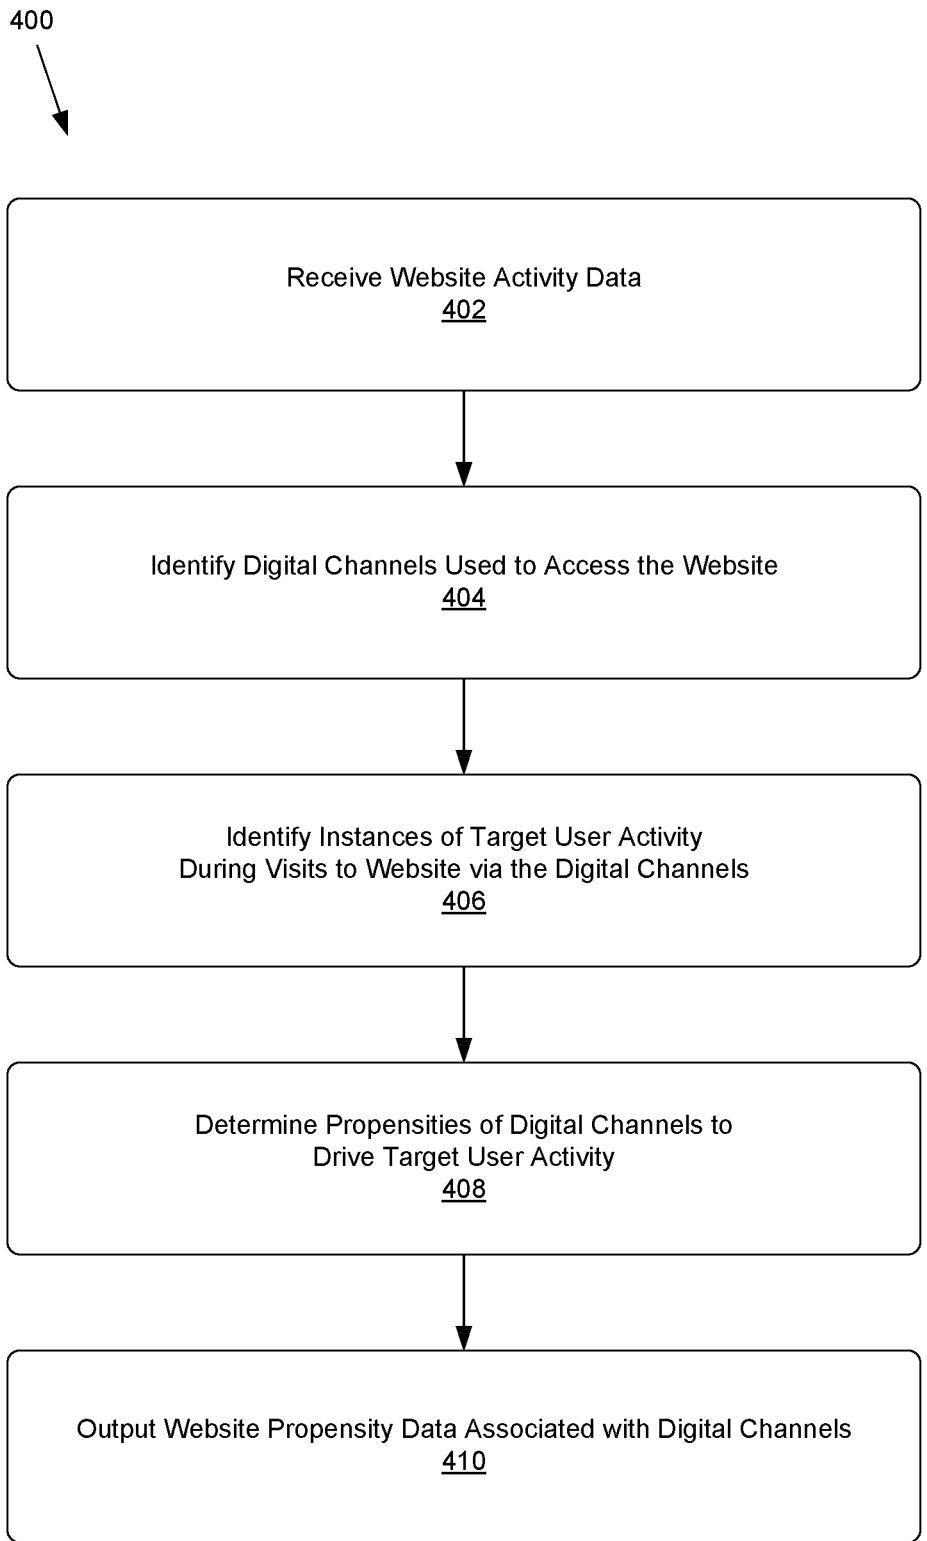 400
Receive Website Activity Data
402
Identify Digital Channels Used to Access the Website
404
Identify Instances of Target User Activity
During Visits to Website via the Digital Channels
406
Determine Propensities of Digital Channels to
Drive Target User Activity
408
Output Website Propensity Data Associated with Digital Channels
410